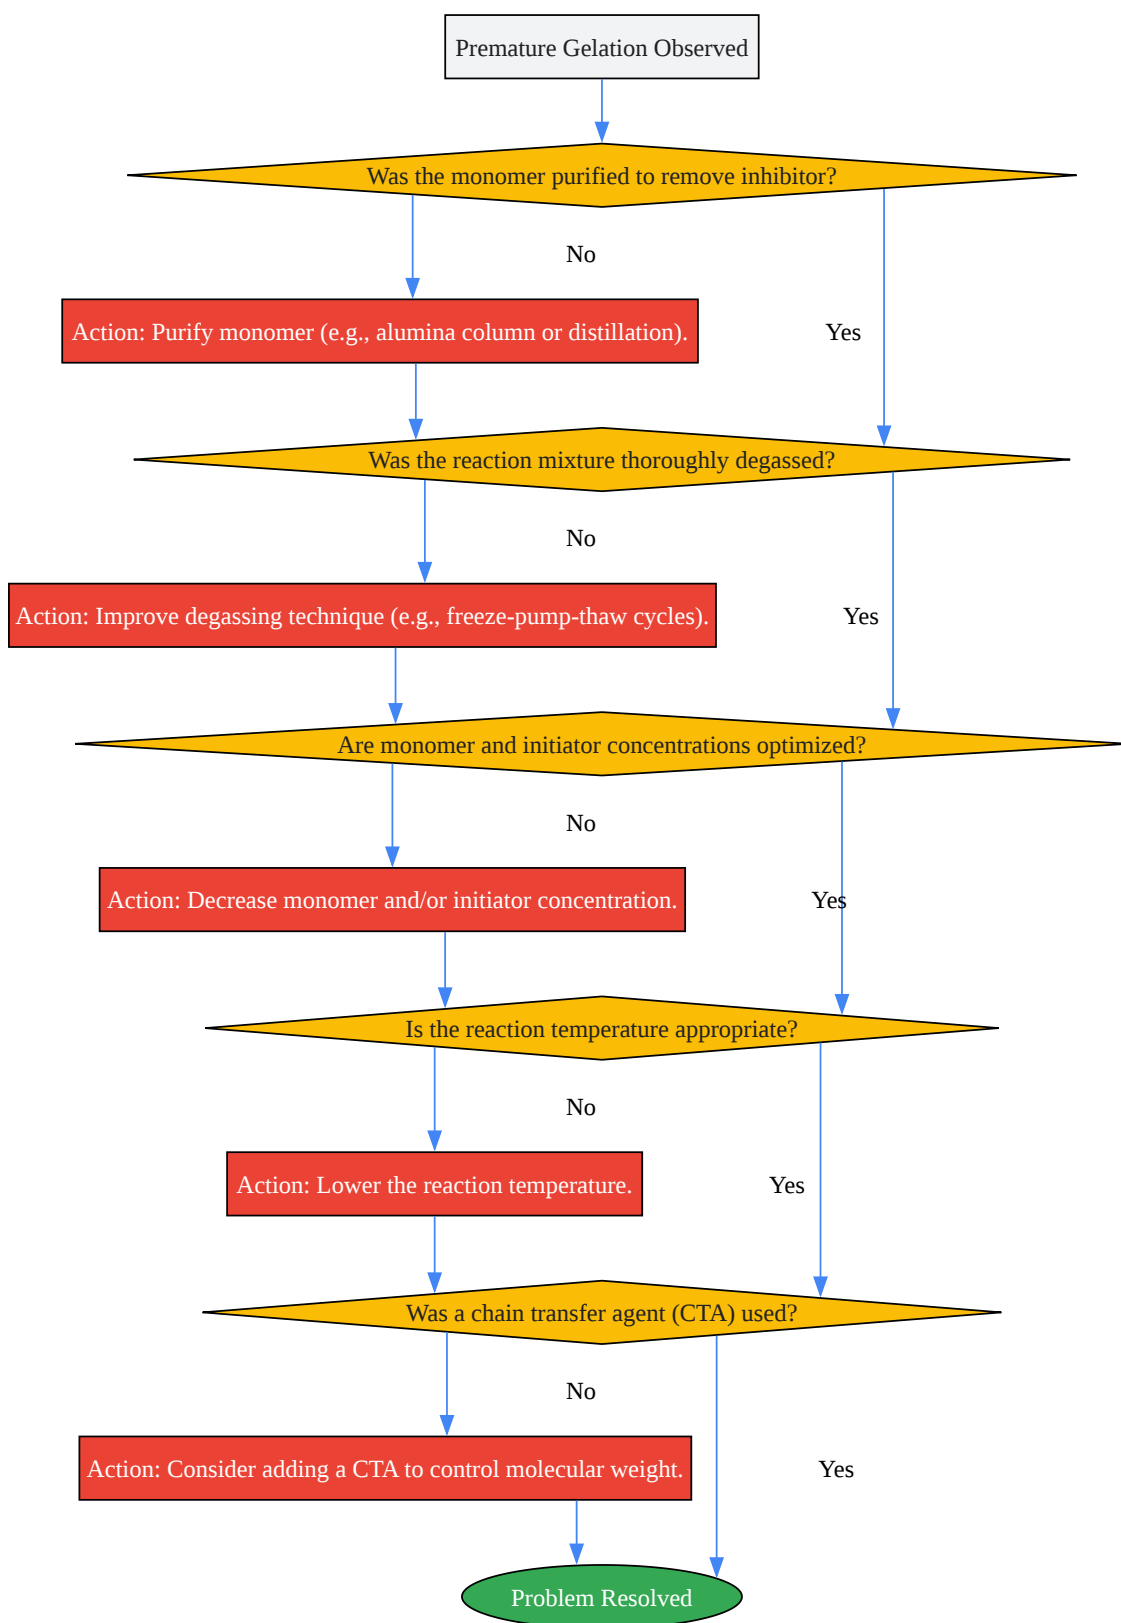 Premature Gelation Observed
Was the monomer purified to remove inhibitor?
No
Action: Purify monomer (e.g., alumina column or distillation).
Yes
Was the reaction mixture thoroughly degassed?
No
Action: Improve degassing technique (e.g., freeze-pump-thaw cycles).
Yes
Are monomer and initiator concentrations optimized?
No
Action: Decrease monomer and/or initiator concentration.
Yes
Is the reaction temperature appropriate?
No
Action: Lower the reaction temperature.
Yes
Was a chain transfer agent (CTA) used?
No
Action: Consider adding a CTA to control molecular weight.
Yes
Problem Resolved